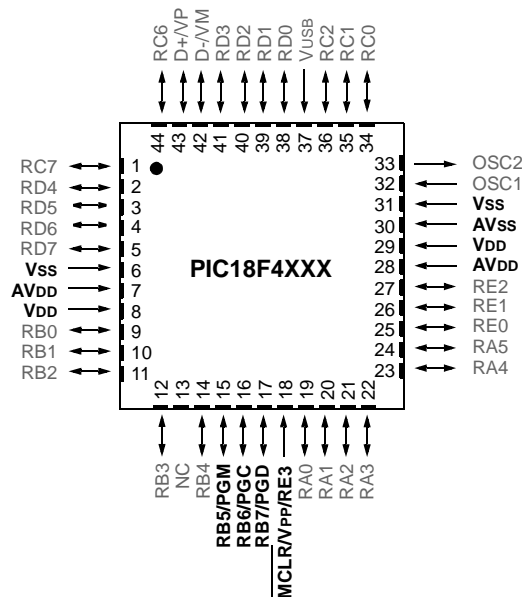 RC6
D+/VP
D-/VM
RD3
RD2
RD1
RD0
VUSB
RC2
RC1
RC0
44
43
42
41
40
39
38
37
36
35
34
RC7 1
RD4 2
RD5 3
RD6 4
RD7 5
VSS 6
AVDD 7
VDD 8
RB0 9
RB1 10
RB2 11
PIC18F4XXX
33 OSC2
32 OSC1
31 VSS
30 AVSS
29 VDD
28 AVDD
27 RE2
26 RE1
25 RE0
24 RA5
23 RA4
12
13
14
15
16
17
18
19
20
21
22
RB3
NC
RB4
RB5/PGM
RB6/PGC
RB7/PGD
MCLR/VPP/RE3
RA0
RA1
RA2
RA3